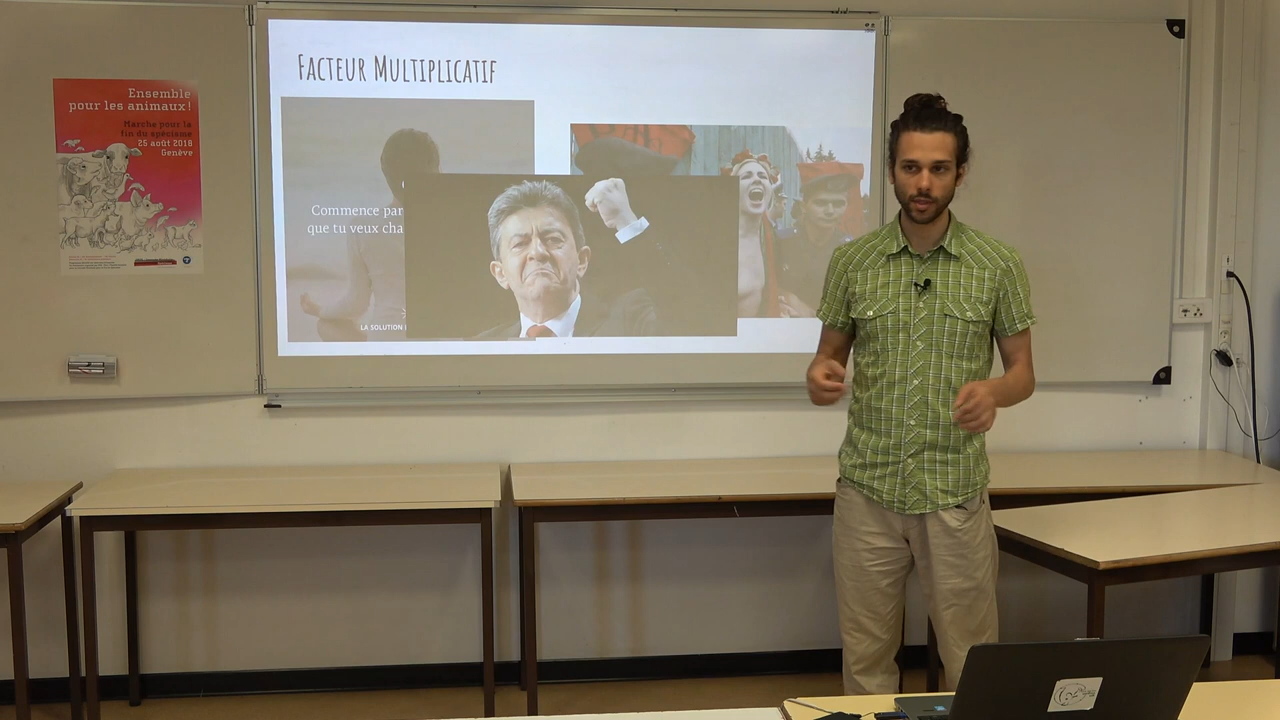 Ensemble
pour les animaux!
Marche pour la
fin du spécisme
25 août 2018
Genève
FACTEUR MULTIPLICATIF
Commence par
que tu veux cha
LA SOLUTION